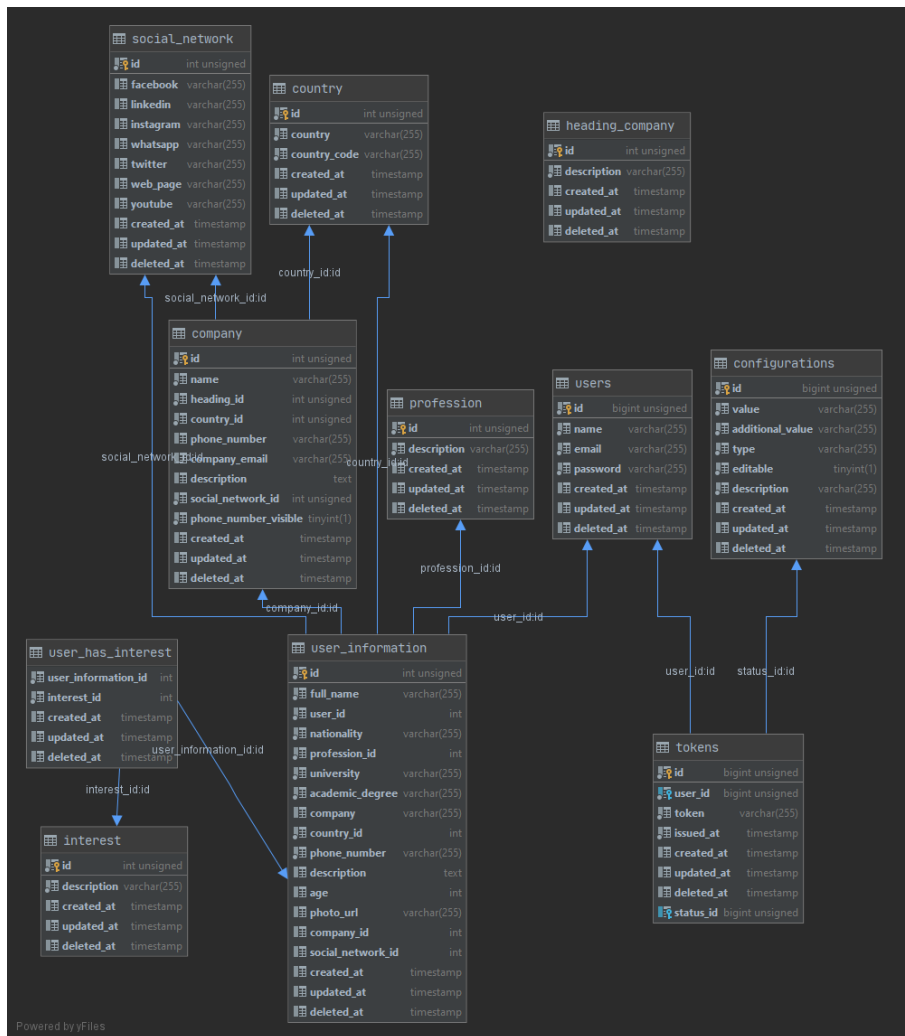 social_network
id int unsigned
facebook varchar(255)
linkedin varchar(255)
instagram varchar(255)
whatsapp varchar(255)
twitter varchar(255)
web_page varchar(255)
youtube varchar(255)
created_at timestamp
updated_at timestamp
deleted_at timestamp
country
id int unsigned
country varchar(255)
country_code varchar(255)
created_at timestamp
updated_at timestamp
deleted_at timestamp
heading_company
id int unsigned
description varchar(255)
created_at timestamp
updated_at timestamp
deleted_at timestamp
country_id:id
social_network_id:id
company
id int unsigned
name varchar(255)
heading_id int unsigned
country_id int unsigned
phone_number varchar(255)
company_email varchar(255)
description text
social_network_id int unsigned
phone_number_visible tinyint(1)
created_at timestamp
updated_at timestamp
deleted_at timestamp
social_network_id:id
country_id:id
profession
id int unsigned
description varchar(255)
created_at timestamp
updated_at timestamp
deleted_at timestamp
users
id bigint unsigned
name varchar(255)
email varchar(255)
password varchar(255)
created_at timestamp
updated_at timestamp
deleted_at timestamp
configurations
id bigint unsigned
value varchar(255)
additional_value varchar(255)
type varchar(255)
editable tinyint(1)
description varchar(255)
created_at timestamp
updated_at timestamp
deleted_at timestamp
profession_id:id
company_id:id
user_id:id
user_id:id
status_id:id
user_has_interest
user_information_id int
interest_id int
created_at timestamp
updated_at timestamp
deleted_at timestamp
user_information_id:id
interest_id:id
interest
id int unsigned
description varchar(255)
created_at timestamp
updated_at timestamp
deleted_at timestamp
user_information
id int unsigned
full_name varchar(255)
user_id int
nationality varchar(255)
profession_id int
university varchar(255)
academic_degree varchar(255)
company varchar(255)
country_id int
phone_number varchar(255)
description text
age int
photo_url varchar(255)
company_id int
social_network_id int
created_at timestamp
updated_at timestamp
deleted_at timestamp
tokens
id bigint unsigned
user_id bigint unsigned
token varchar(255)
issued_at timestamp
created_at timestamp
updated_at timestamp
deleted_at timestamp
status_id bigint unsigned
Powered by yFiles